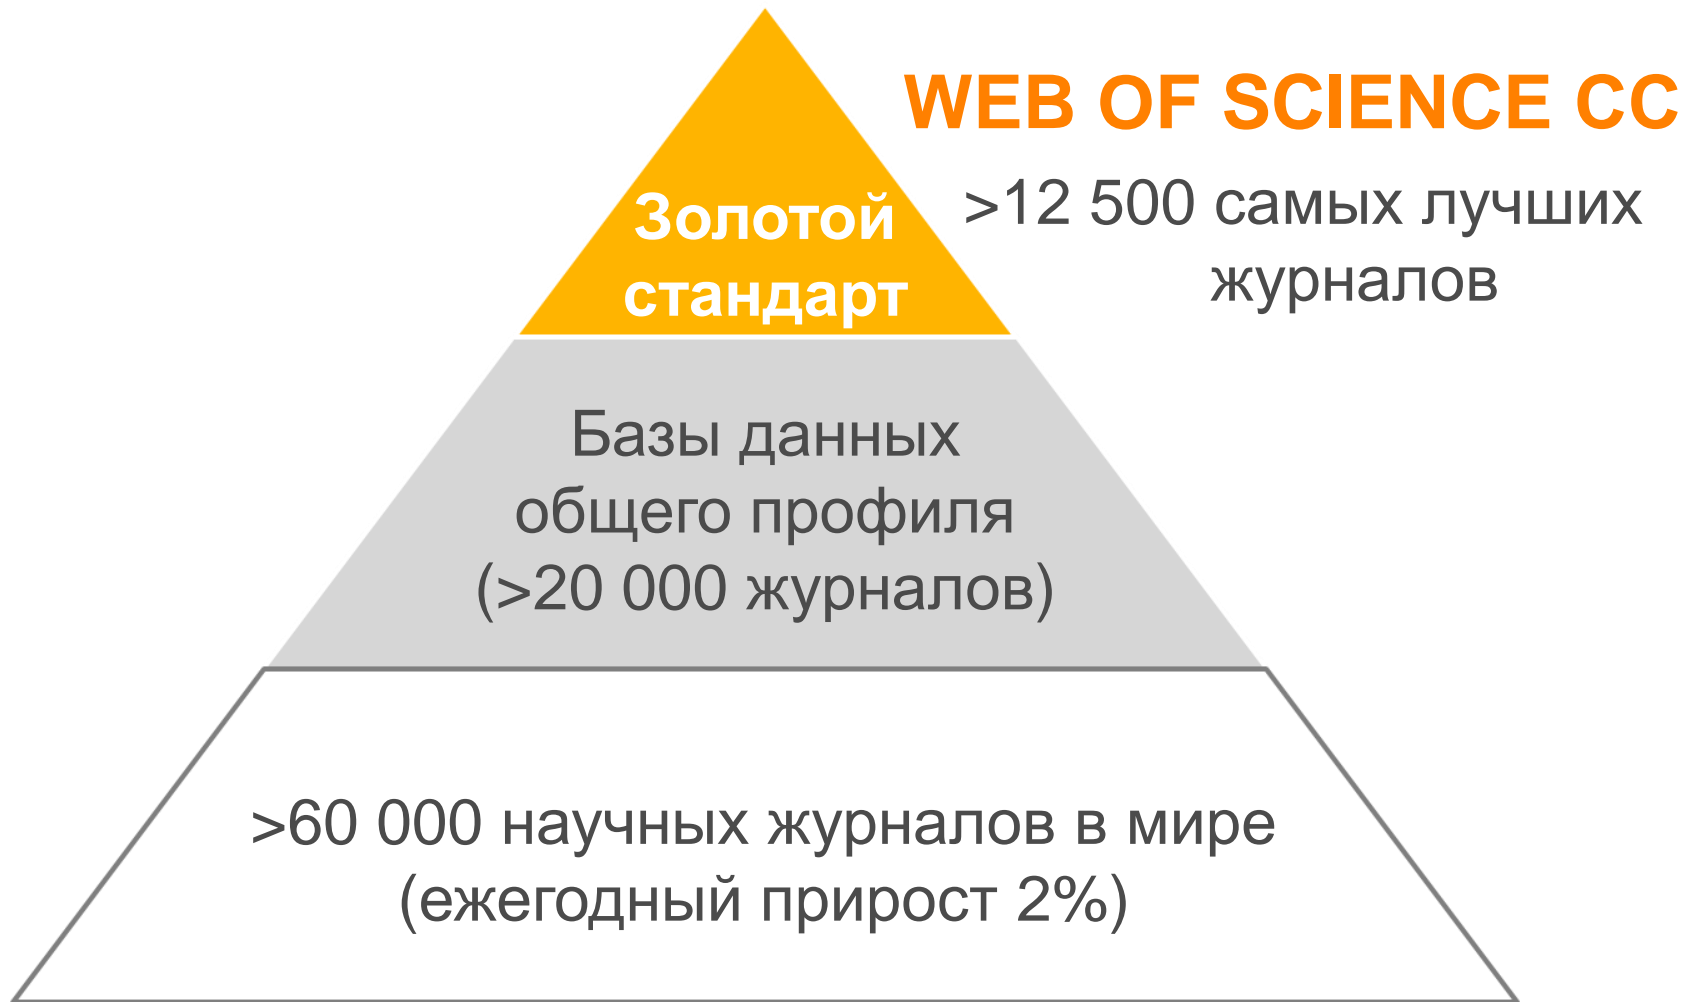 WEB OF SCIENCE CC
>12 500 самых лучших
журналов
Золотой
стандарт
Базы данных
общего профиля
(>20 000 журналов)
>60 000 научных журналов в мире
(ежегодный прирост 2%)